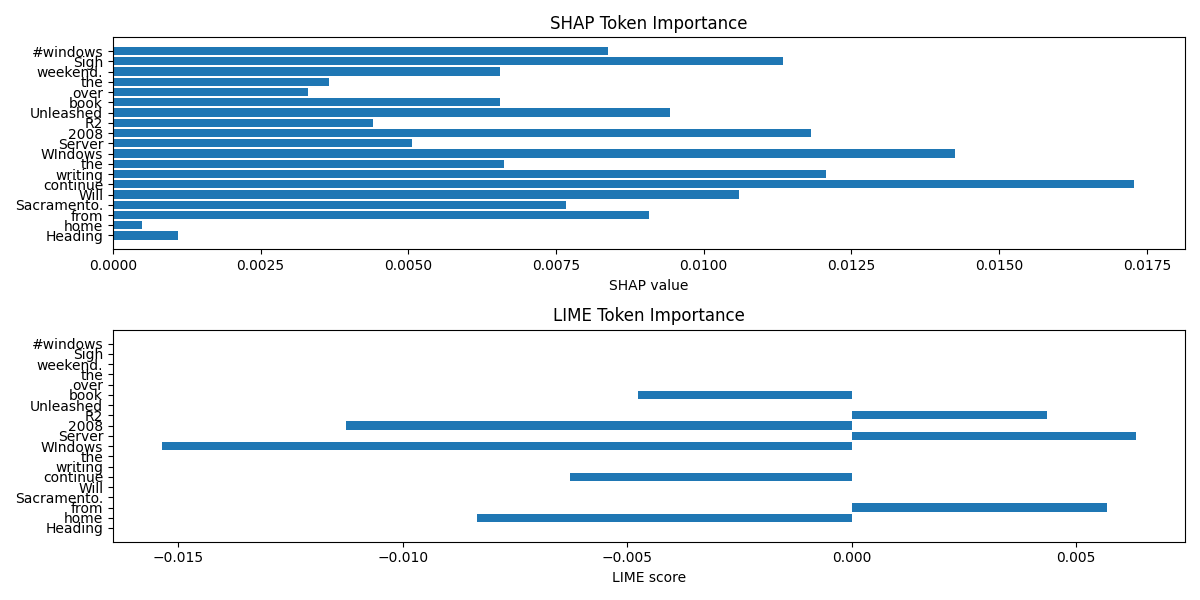 SHAP Token Importance
#windows
Sign
weekend.
the
over
book
Unleashed
R2
2008
Server
WIndows
the
writing
continue
Will
Sacramento.
from
home
Heading
0.0000 0.0025 0.0050 0.0075 0.0100 0.0125 0.0150 0.0175
SHAP value
LIME Token Importance
#windows
Sign
weekend.
the
over
book
Unleashed
R2
2008
Server
WIndows
the
writing
continue
Will
Sacramento.
from
home
Heading
−0.015 −0.010 −0.005 0.000 0.005
LIME score